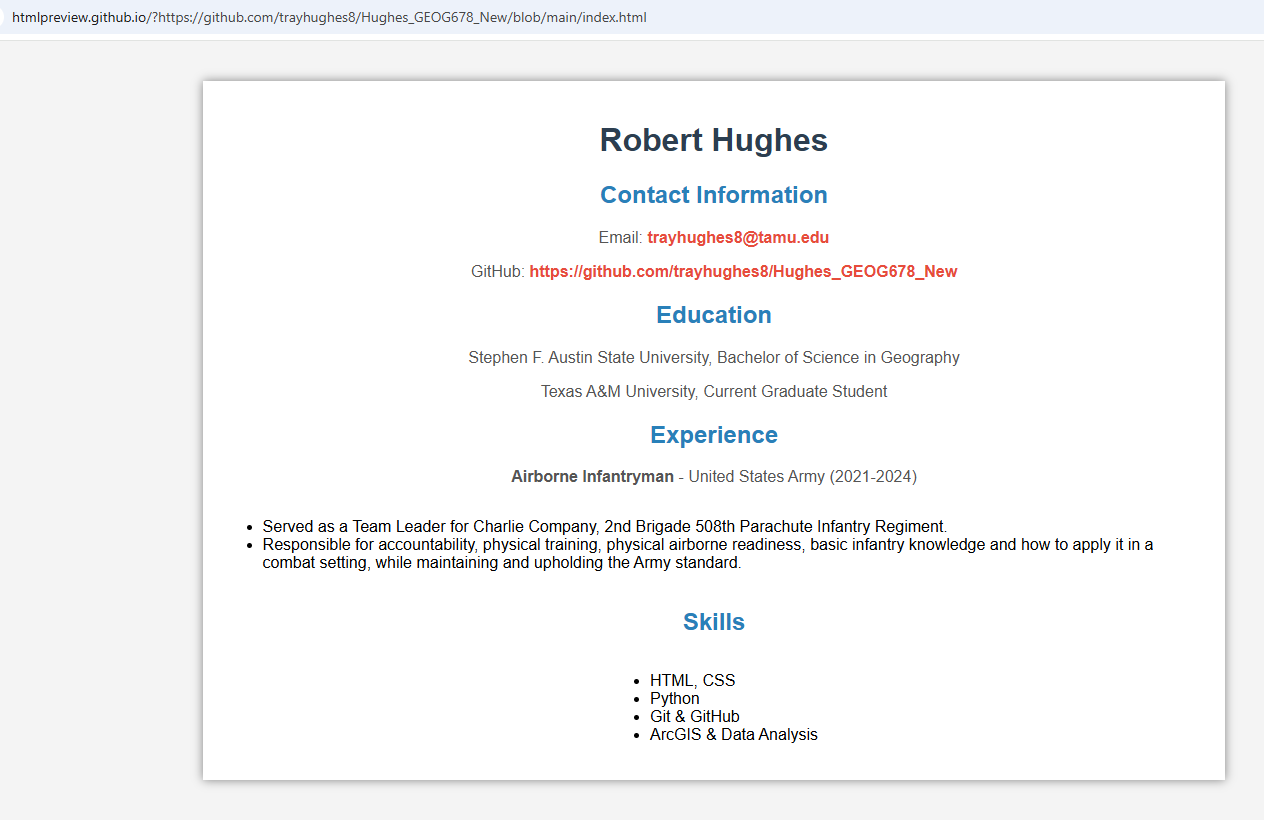 htmlpreview.github.io/?https://github.com/trayhughes8/Hughes_GEOG678_New/blob/main/index.html
Robert Hughes
Contact Information
Email: trayhughes8@tamu.edu
GitHub: https://github.com/trayhughes8/Hughes_GEOG678_New
Education
Stephen F. Austin State University, Bachelor of Science in Geography
Texas A&M University, Current Graduate Student
Experience
Airborne Infantryman - United States Army (2021-2024)
• Served as a Team Leader for Charlie Company, 2nd Brigade 508th Parachute Infantry Regiment.
• Responsible for accountability, physical training, physical airborne readiness, basic infantry knowledge and how to apply it in a
combat setting, while maintaining and upholding the Army standard.
Skills
• HTML, CSS
• Python
• Git & GitHub
• ArcGIS & Data Analysis